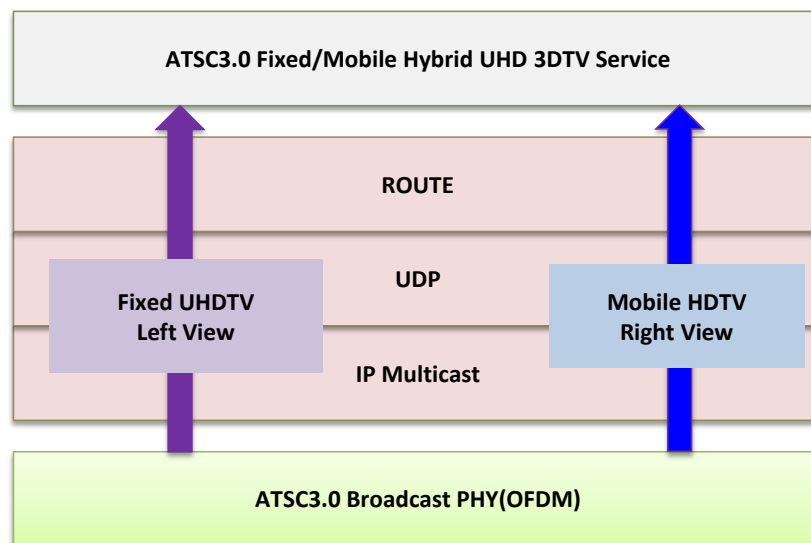 ATSC3.0 Fixed/Mobile Hybrid UHD 3DTV Service
ROUTE
UDP
Fixed UHDTV
Left View
Mobile HDTV
Right View
IP Multicast
ATSC3.0 Broadcast PHY(OFDM)